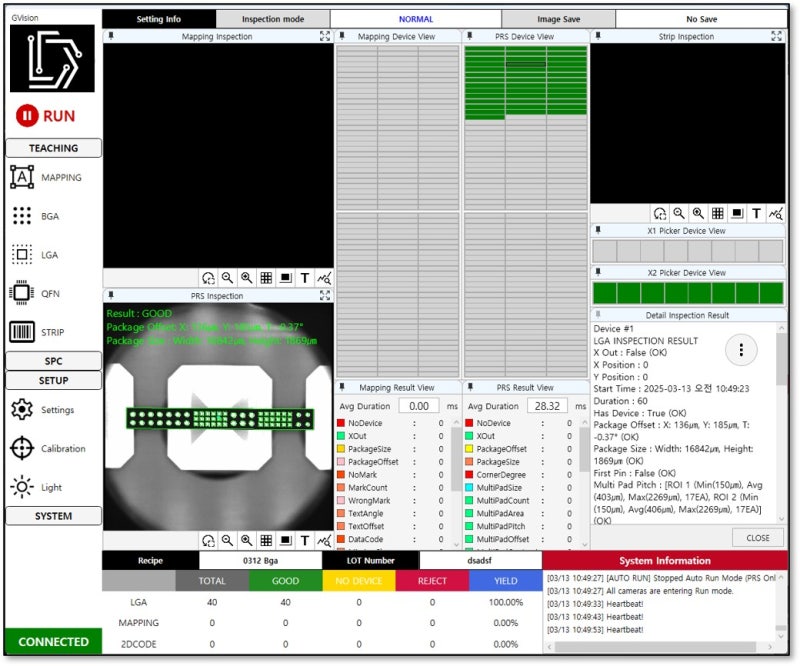 GVision
Setting Info
Inspection mode
NORMAL
Image Save
No Save
RUN
TEACHING
MAPPING
BGA
LGA
QFN
STRIP
SPC
SETUP
Settings
Calibration
Light
SYSTEM
CONNECTED
Mapping Inspection
T
PRS Inspection
Result : GOOD
Package Offset: X: 136µm, Y: 185µm, T: -0.37°
Package Size : Width: 16842µm, Height: 1869µm
T
Mapping Device View
PRS Device View
Mapping Result View
Avg Duration 0.00 ms
NoDevice : 0
XOut : 0
PackageSize : 0
PackageOffset : 0
NoMark : 0
MarkCount : 0
WrongMark : 0
TextAngle : 0
TextOffset : 0
DataCode : 0
PRS Result View
Avg Duration 28.32 ms
NoDevice : 0
XOut : 0
PackageOffset : 0
PackageSize : 0
CornerDegree : 0
MultiPadSize : 0
MultiPadCount : 0
MultiPadArea : 0
MultiPadPitch : 0
MultiPadOffset : 0
Strip Inspection
T
X1 Picker Device View
X2 Picker Device View
Detail Inspection Result
Device #1
LGA INSPECTION RESULT
X Out : False (OK)
X Position : 0
Y Position : 0
Start Time : 2025-03-13 오전 10:49:23
Duration : 60
Has Device : True (OK)
Package Offset : X: 136µm, Y: 185µm, T:
-0.37° (OK)
Package Size : Width: 16842µm, Height:
1869µm (OK)
First Pin : False (OK)
Multi Pad Pitch : [ROI 1 (Min(150µm), Avg
(403µm), Max(2269µm), 17EA), ROI 2 (Min
(150µm), Avg(406µm), Max(2269µm), 17EA)]
(OK)
CLOSE
Recipe
0312 Bga
LOT Number
dsadsf
TOTAL GOOD NO DEVICE REJECT YIELD
LGA 40 40 0 0 100.00%
MAPPING 0 0 0 0 0.00%
2DCODE 0 0 0 0 0.00%
System Information
[03/13 10:49:27] [AUTO RUN] Stopped Auto Run Mode (PRS Onl
[03/13 10:49:27] All cameras are entering Run mode.
[03/13 10:49:33] Heartbeat!
[03/13 10:49:43] Heartbeat!
[03/13 10:49:53] Heartbeat!